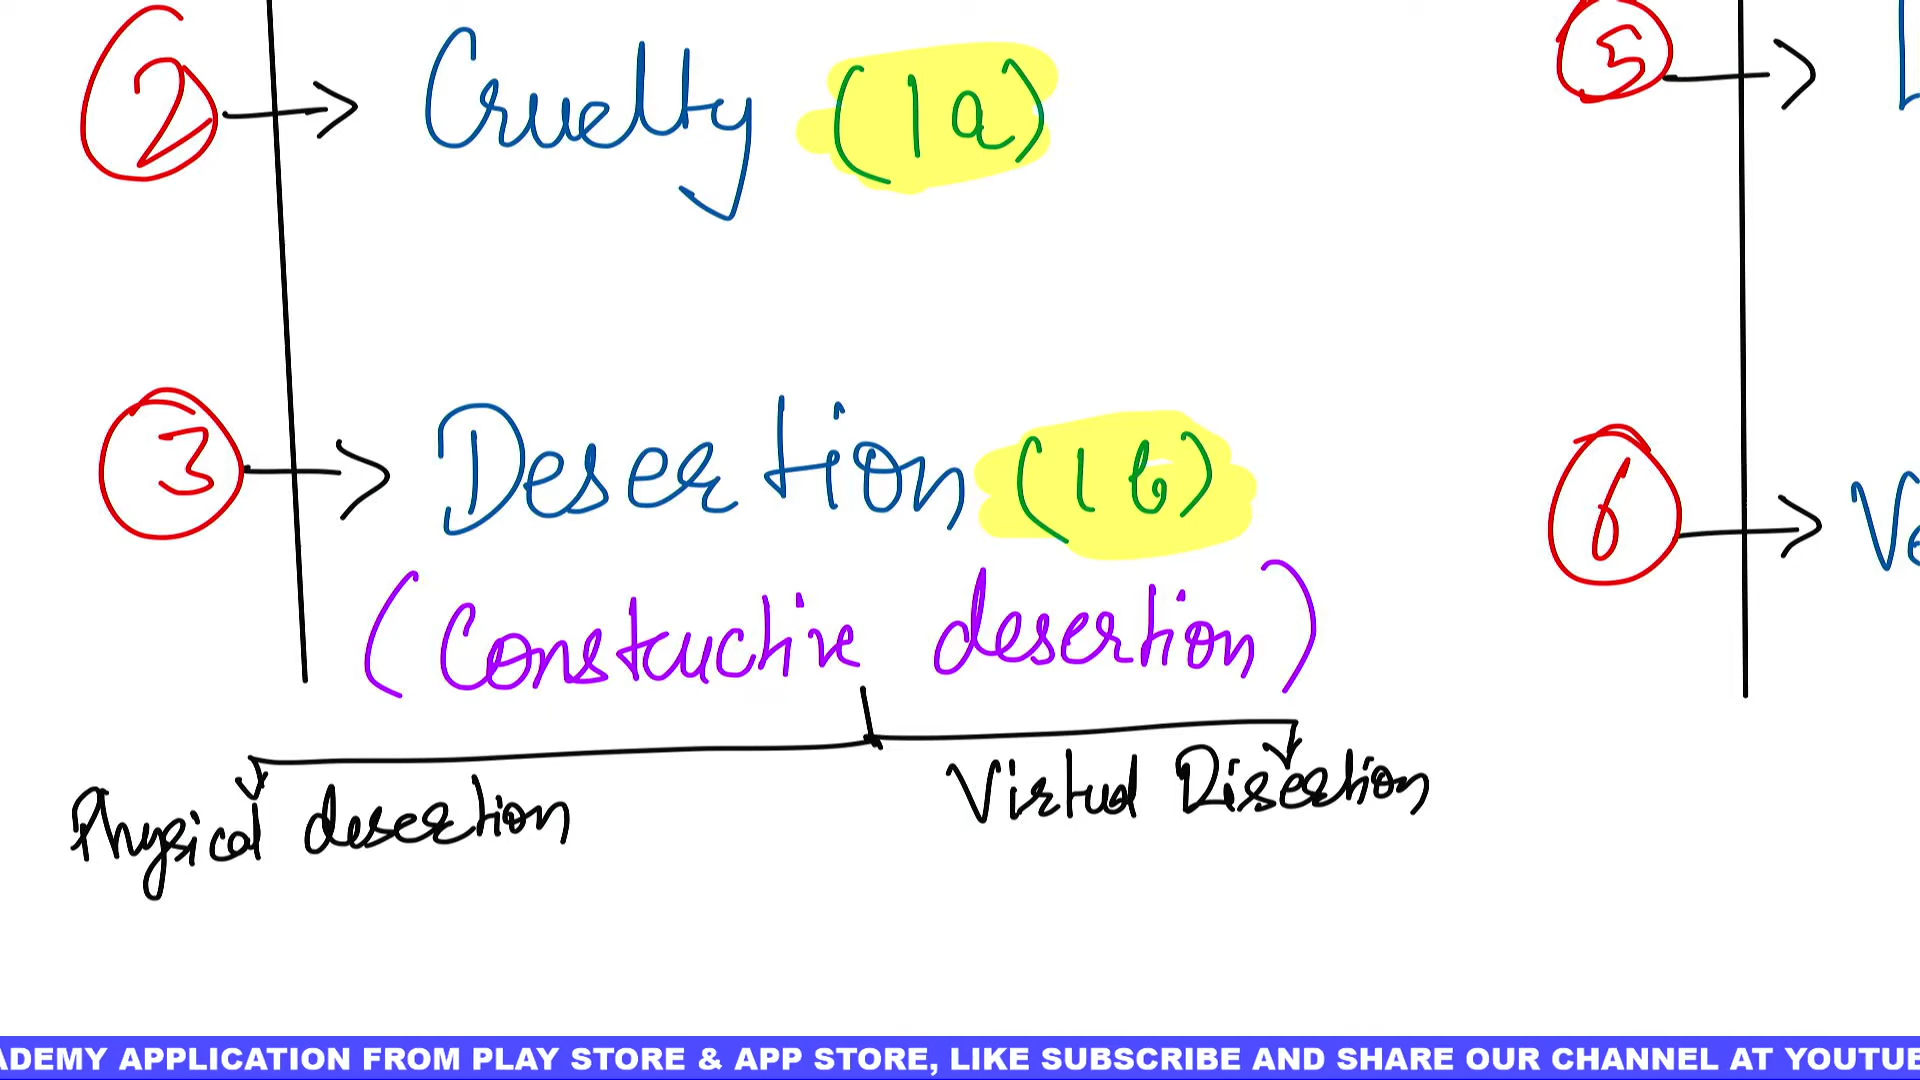 2 → Cruelty (1a)
3 → Desertion (1b)
(Constructive desertion)
Physical desertion
Virtual Disertion
5 →
6 → Ve
ADEMY APPLICATION FROM PLAY STORE & APP STORE, LIKE SUBSCRIBE AND SHARE OUR CHANNEL AT YOUTUE